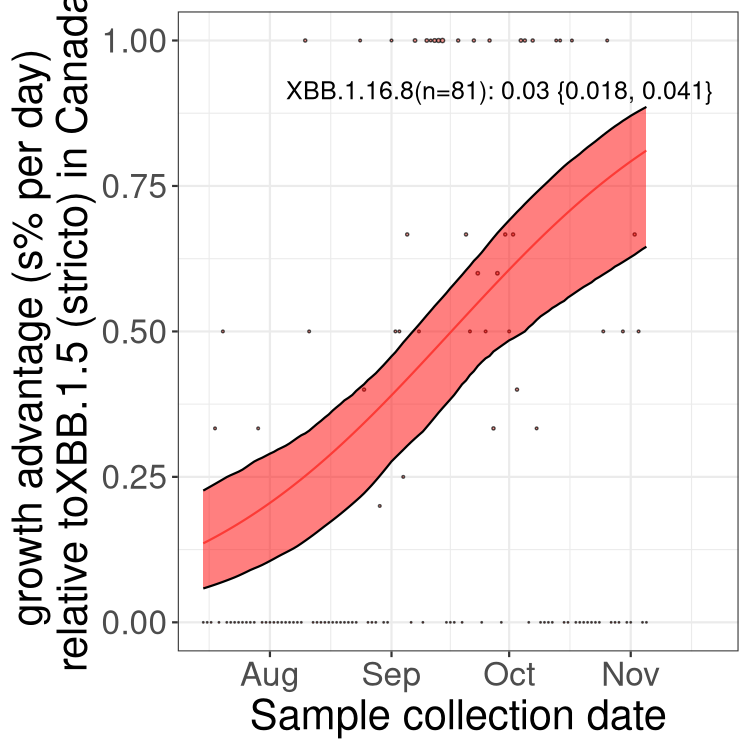 growth advantage (s% per day)
relative toXBB.1.5 (stricto) in Canada
1.00
XBB.1.16.8(n=81): 0.03 {0.018, 0.041}
0.75
0.50
0.25
0.00
Aug Sep Oct Nov
Sample collection date